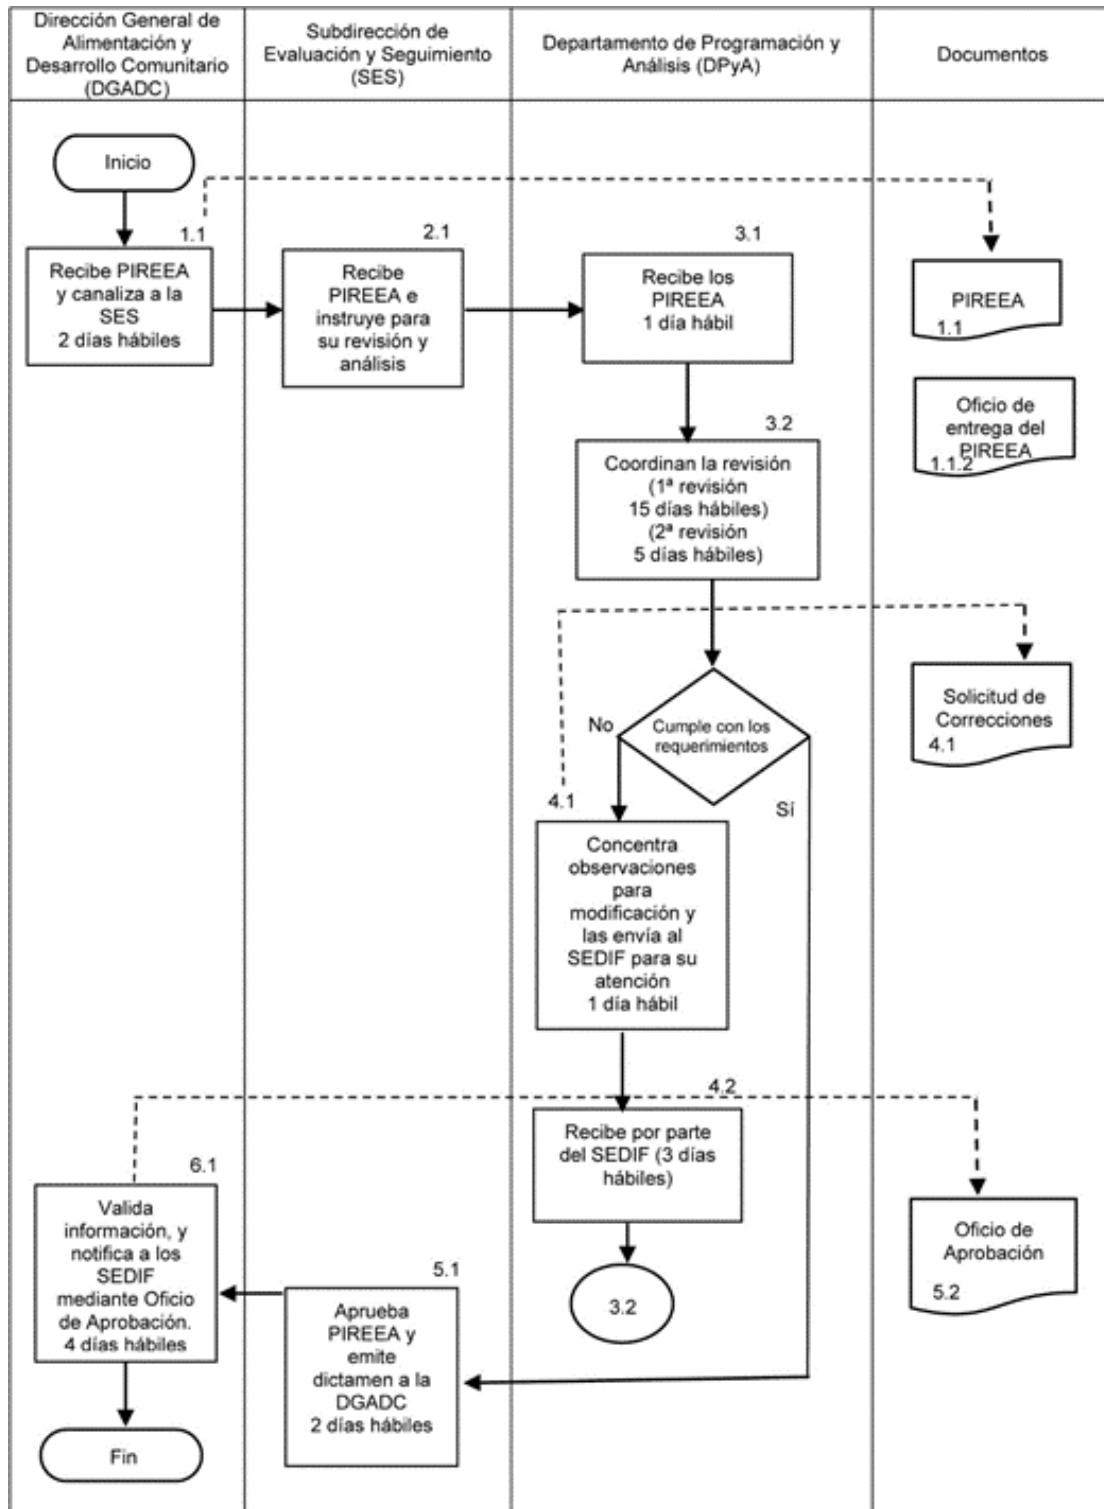 Dirección General de
Alimentación y
Desarrollo Comunitario
(DGADC)
Subdirección de
Evaluación y Seguimiento
(SES)
Departamento de Programación y
Análisis (DPyA)
Documentos
Inicio
1.1
Recibe PIREEA
y canaliza a la
SES
2 días hábiles
2.1
Recibe
PIREEA e
instruye para
su revisión y
análisis
3.1
Recibe los
PIREEA
1 día hábil
PIREEA
1.1
Oficio de
entrega del
PIREEA
1.1.2
3.2
Coordinan la revisión
(1ª revisión
15 días hábiles)
(2ª revisión
5 días hábiles)
Cumple con los
requerimientos
No
Sí
Solicitud de
Correcciones
4.1
4.1
Concentra
observaciones
para
modificación y
las envía al
SEDIF para su
atención
1 día hábil
4.2
Recibe por parte
del SEDIF (3 días
hábiles)
3.2
5.1
Aprueba
PIREEA y
emite
dictamen a la
DGADC
2 días hábiles
6.1
Valida
información, y
notifica a los
SEDIF
mediante Oficio
de Aprobación.
4 días hábiles
Oficio de
Aprobación
5.2
Fin